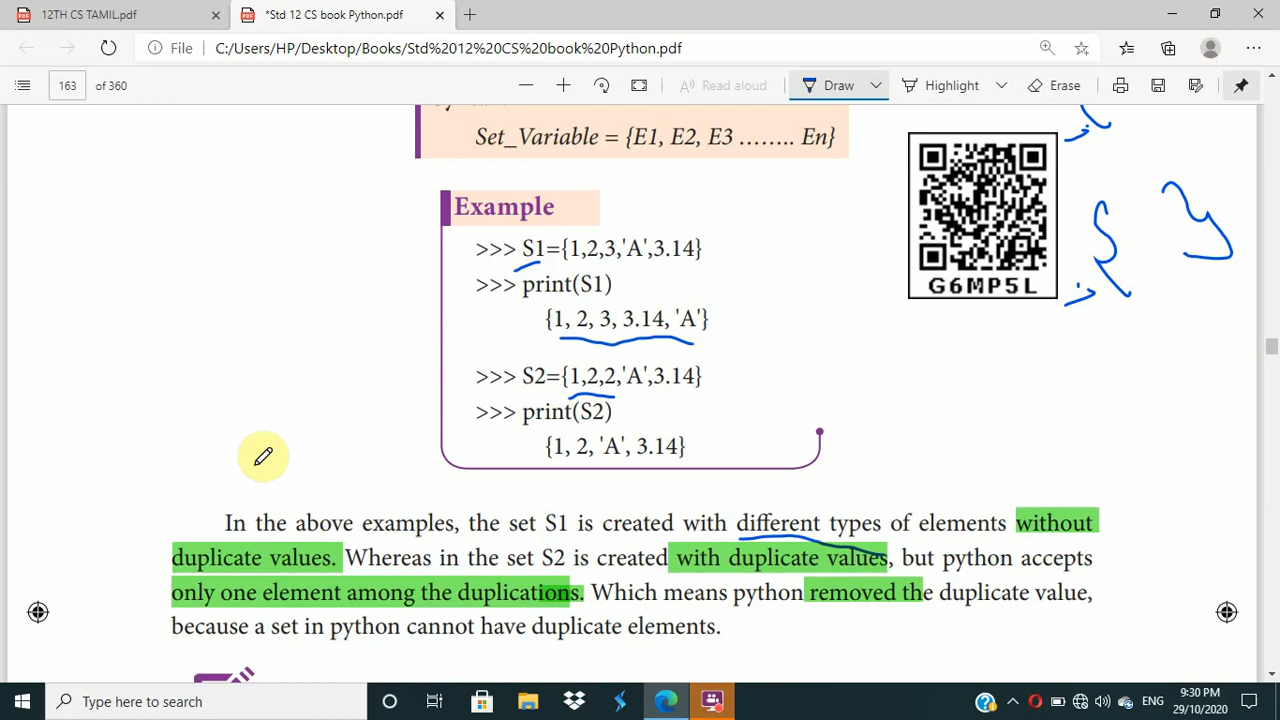 12TH CS TAMIL.pdf
*Std 12 CS book Python.pdf
File
C:/Users/HP/Desktop/Books/Std%2012%20CS%20book%20Python.pdf
163 of 360
Read aloud
Draw
Highlight
Erase
Set_Variable = {E1, E2, E3 …….. En}
Example
>>> S1={1,2,3,'A',3.14}
>>> print(S1)
{1, 2, 3, 3.14, 'A'}
>>> S2={1,2,2,'A',3.14}
>>> print(S2)
{1, 2, 'A', 3.14}
G6MP5L
In the above examples, the set S1 is created with different types of elements without
duplicate values. Whereas in the set S2 is created with duplicate values, but python accepts
only one element among the duplications. Which means python removed the duplicate value,
because a set in python cannot have duplicate elements.
Type here to search
ENG
9:30 PM
29/10/2020